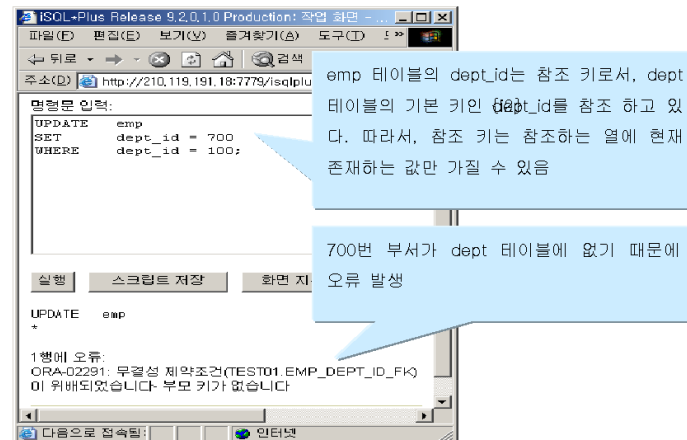 iSQL*Plus Release 9.2.0.1.0 Production: 작업 화면 - ...
파일(F) 편집(E) 보기(V) 즐겨찾기(A) 도구(T)
뒤로 검색
주소(D) http://210.119.191.18:7779/isqlplu
명령문 입력:
UPDATE emp
SET dept_id = 700
WHERE dept_id = 100;
emp 테이블의 dept_id는 참조 키로서, dept
테이블의 기본 키인 dept_id를 참조 하고 있
다. 따라서, 참조 키는 참조하는 열에 현재
존재하는 값만 가질 수 있음
700번 부서가 dept 테이블에 없기 때문에
오류 발생
실행 스크립트 저장 화면 지
UPDATE emp
*
1행에 오류:
ORA-02291: 무결성 제약조건(TEST01.EMP_DEPT_ID_FK)
이 위배되었습니다- 부모 키가 없습니다
다음으로 접속됨: 인터넷